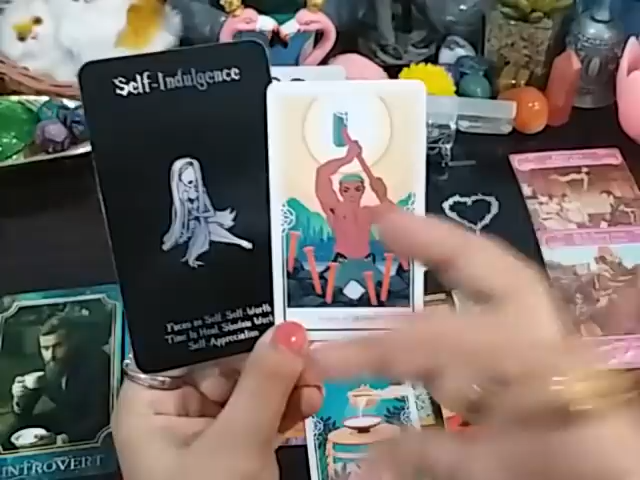 Self-Indulgence
Focus on Self, Self-Worth
Time to Heal, Shadow Work
Self-Appreciation
INTROVERT